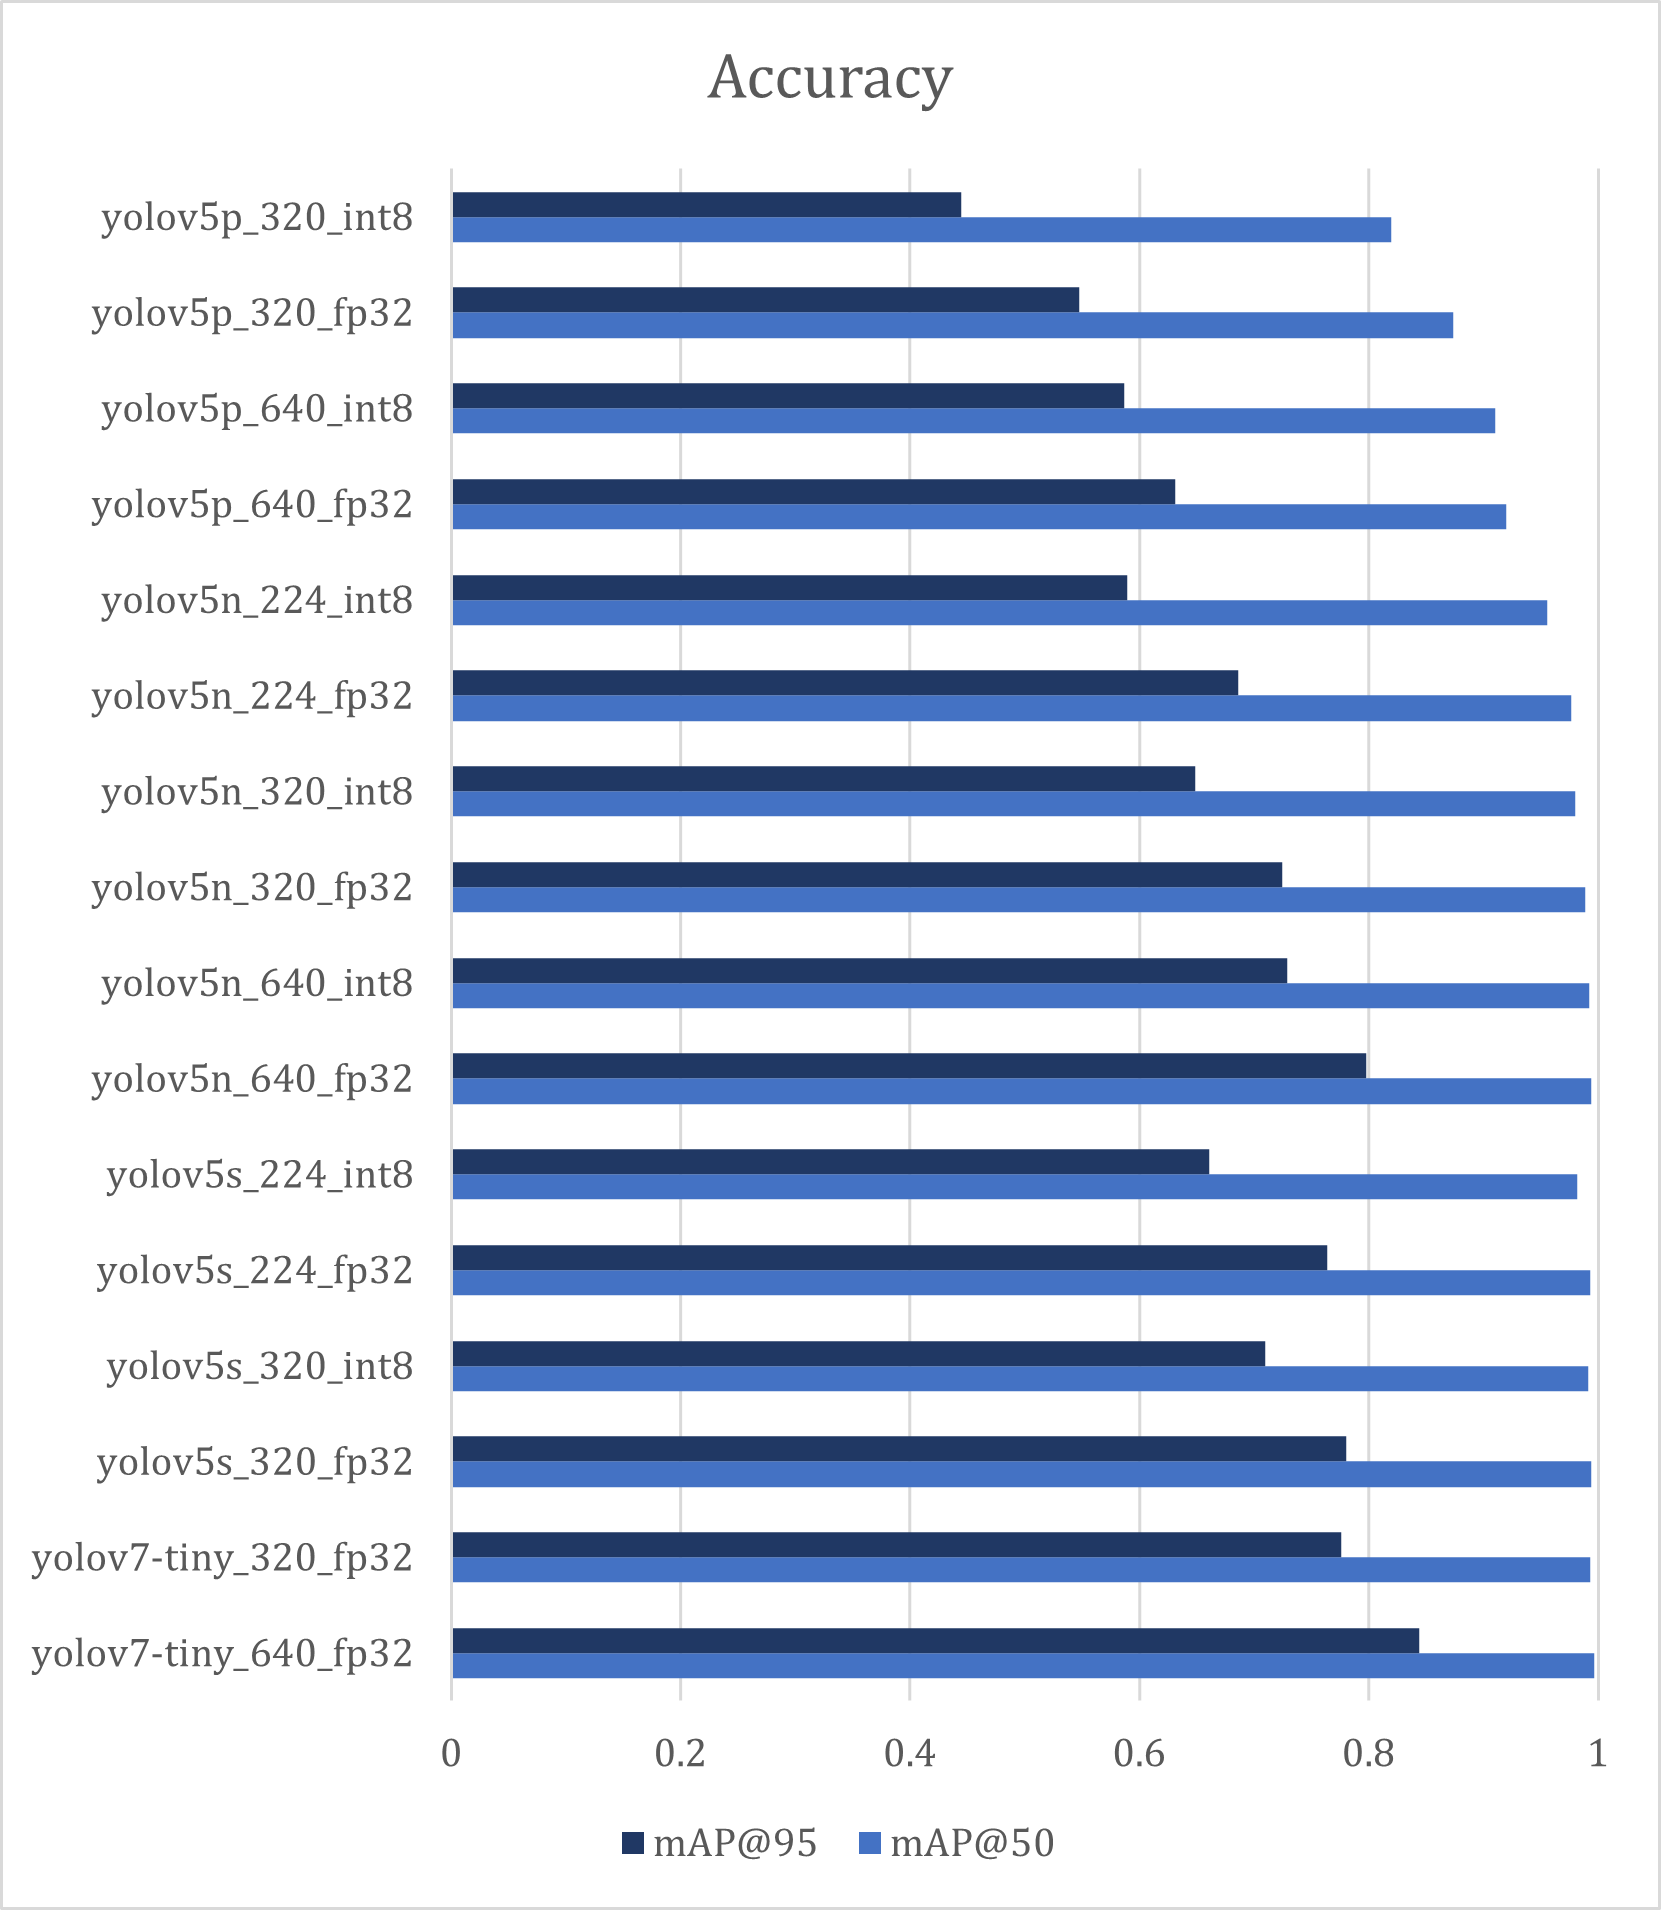 Accuracy
yolov5p_320_int8
yolov5p_320_fp32
yolov5p_640_int8
yolov5p_640_fp32
yolov5n_224_int8
yolov5n_224_fp32
yolov5n_320_int8
yolov5n_320_fp32
yolov5n_640_int8
yolov5n_640_fp32
yolov5s_224_int8
yolov5s_224_fp32
yolov5s_320_int8
yolov5s_320_fp32
yolov7-tiny_320_fp32
yolov7-tiny_640_fp32
0 0.2 0.4 0.6 0.8 1
mAP@95 mAP@50